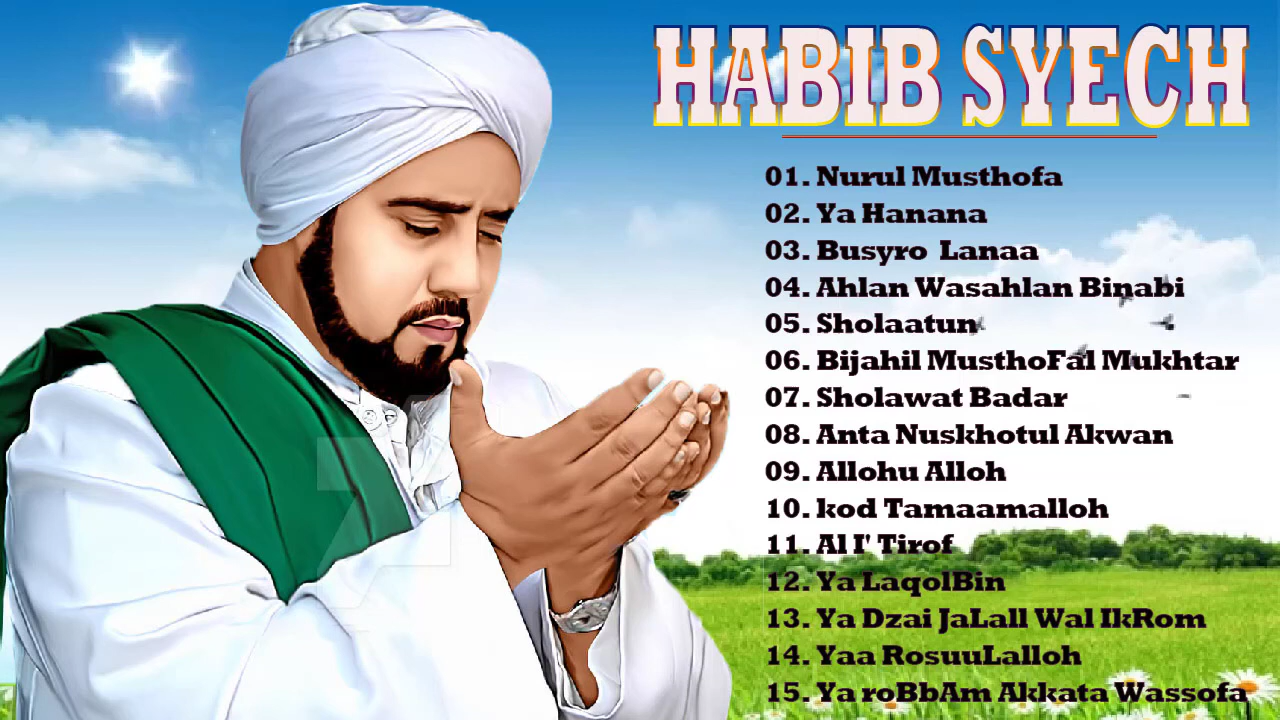 HABIB SYECH
01. Nurul Musthofa
02. Ya Hanana
03. Busyro Lanaa
04. Ahlan Wasahlan Binabi
05. Sholaatun
06. Bijahil MusthoFal Mukhtar
07. Sholawat Badar
08. Anta Nuskhotul Akwan
09. Allohu Alloh
10. kod Tamaamalloh
11. Al I' Tirof
12. Ya LaqolBin
13. Ya Dzai JaLall Wal IkRom
14. Yaa RosuuLalloh
15. Ya roBbAm Akkata Wassofa